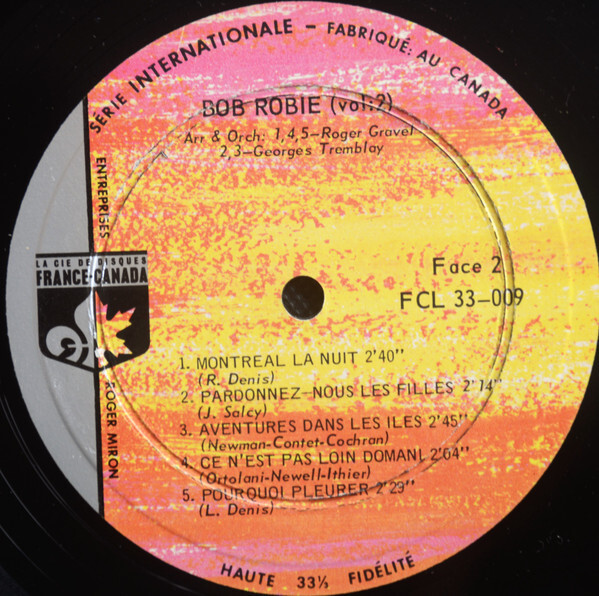 SÉRIE INTERNATIONALE – FABRIQUÉ: AU CANADA
BOB ROBIE (vol:2)
Arr & Orch: 1,4,5–Roger Gravel
2,3–Georges Tremblay
ENTREPRISES
LA CIE DE DISQUES
FRANCE-CANADA
ROGER MIRON
Face 2
FCL 33-009
1. MONTREAL LA NUIT 2'40''
(R. Denis)
2. PARDONNEZ-NOUS LES FILLES 2'14''
(J. Salcy)
3. AVENTURES DANS LES ILES 2'45''
(Newman-Contet-Cochran)
4. CE N'EST PAS LOIN DOMANI 2'64''
(Ortolani-Newell-Ithier)
5. POURQUOI PLEURER 2'29''
(L. Denis)
HAUTE 33⅓ FIDÉLITÉ